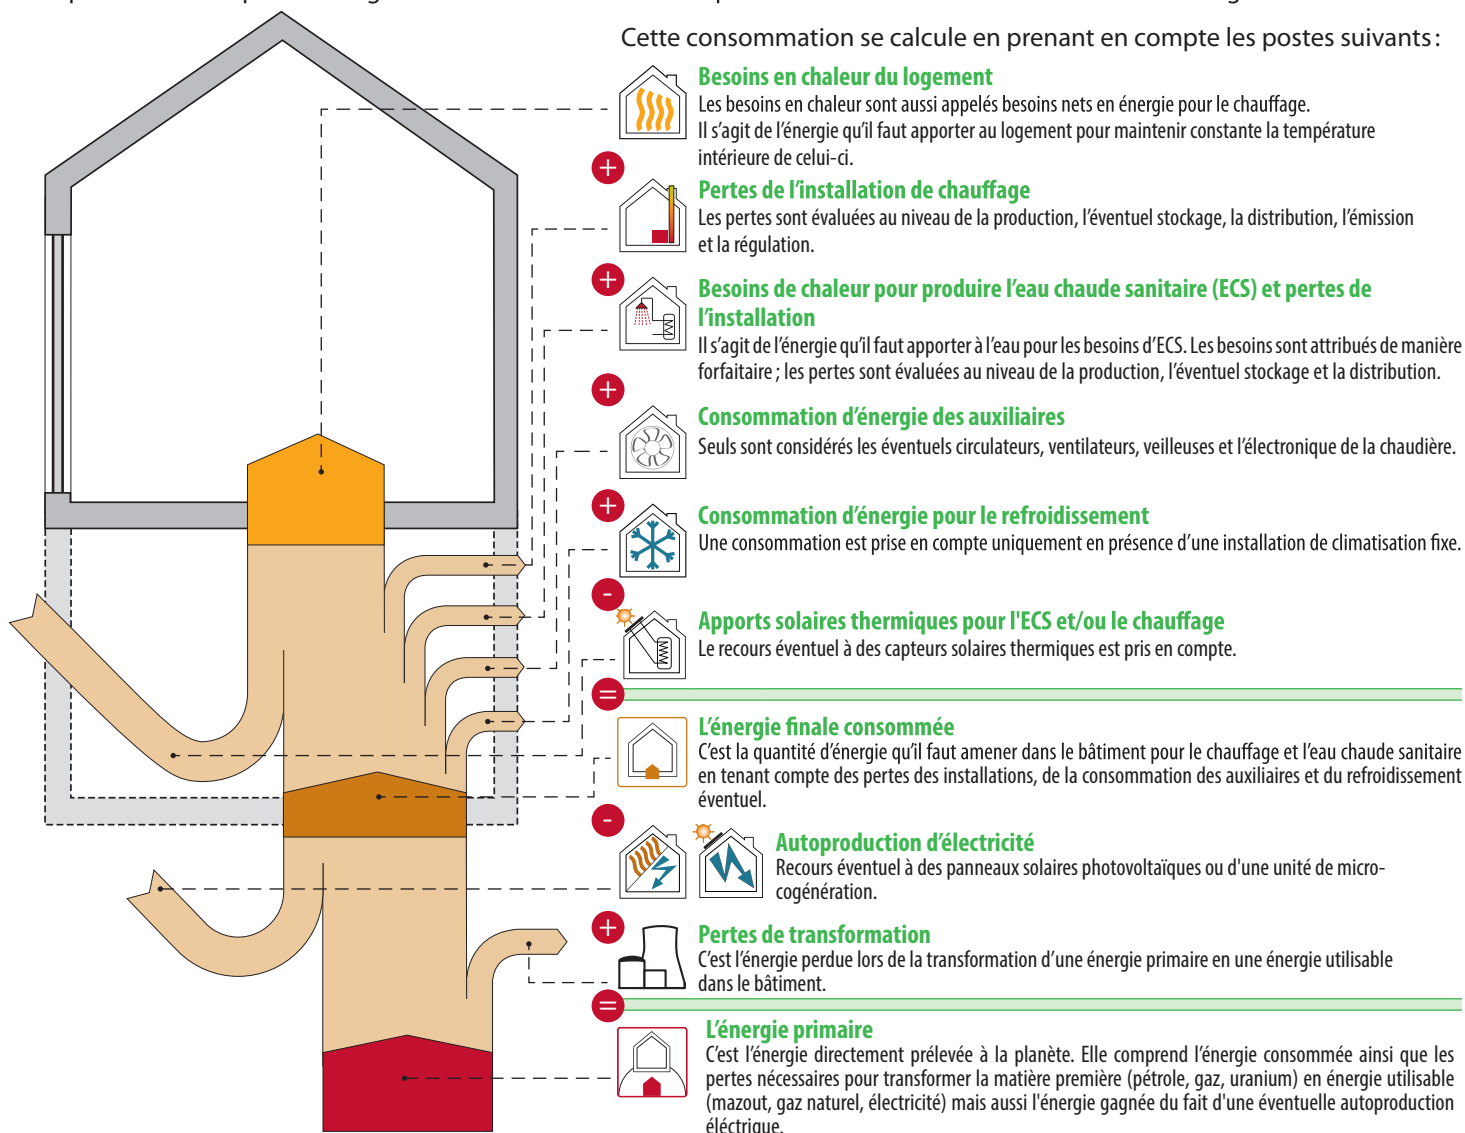 Cette consommation se calcule en prenant en compte les postes suivants :
Besoins en chaleur du logement
Les besoins en chaleur sont aussi appelés besoins nets en énergie pour le chauffage.
Il s'agit de l'énergie qu'il faut apporter au logement pour maintenir constante la température
intérieure de celui-ci.
+
Pertes de l'installation de chauffage
Les pertes sont évaluées au niveau de la production, l'éventuel stockage, la distribution, l'émission
et la régulation.
+
Besoins de chaleur pour produire l'eau chaude sanitaire (ECS) et pertes de
l'installation
Il s'agit de l'énergie qu'il faut apporter à l'eau pour les besoins d'ECS. Les besoins sont attribués de manière
forfaitaire ; les pertes sont évaluées au niveau de la production, l'éventuel stockage et la distribution.
+
Consommation d'énergie des auxiliaires
Seuls sont considérés les éventuels circulateurs, ventilateurs, veilleuses et l'électronique de la chaudière.
+
Consommation d'énergie pour le refroidissement
Une consommation est prise en compte uniquement en présence d'une installation de climatisation fixe.
-
Apports solaires thermiques pour l'ECS et/ou le chauffage
Le recours éventuel à des capteurs solaires thermiques est pris en compte.
=
L'énergie finale consommée
C'est la quantité d'énergie qu'il faut amener dans le bâtiment pour le chauffage et l'eau chaude sanitaire
en tenant compte des pertes des installations, de la consommation des auxiliaires et du refroidissement
éventuel.
-
Autoproduction d'électricité
Recours éventuel à des panneaux solaires photovoltaïques ou d'une unité de micro-
cogénération.
+
Pertes de transformation
C'est l'énergie perdue lors de la transformation d'une énergie primaire en une énergie utilisable
dans le bâtiment.
=
L'énergie primaire
C'est l'énergie directement prélevée à la planète. Elle comprend l'énergie consommée ainsi que les
pertes nécessaires pour transformer la matière première (pétrole, gaz, uranium) en énergie utilisable
(mazout, gaz naturel, électricité) mais aussi l'énergie gagnée du fait d'une éventuelle autoproduction
éléctrique.